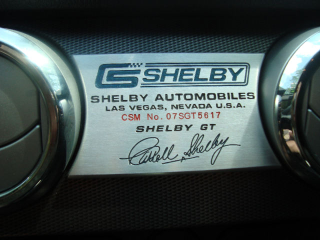 CS SHELBY
SHELBY AUTOMOBILES
LAS VEGAS, NEVADA U.S.A.
CSM No. 07SGT5617
SHELBY GT
Carroll Shelby